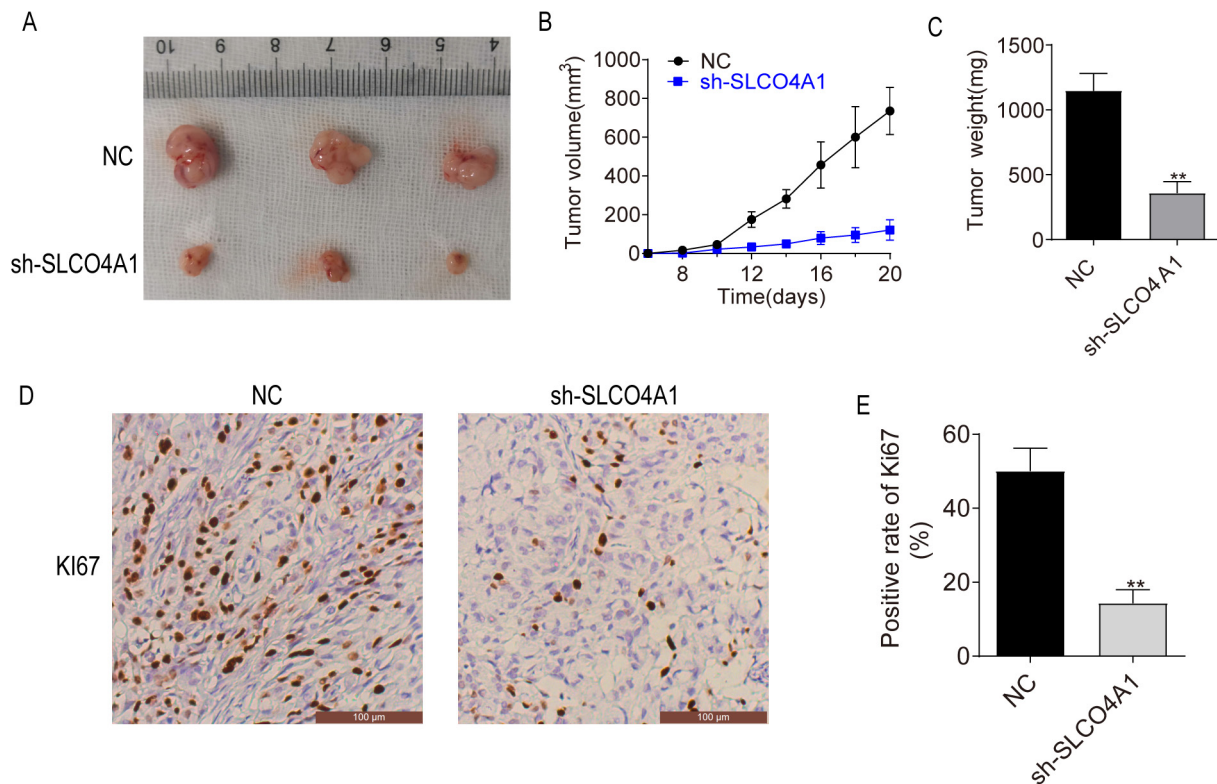 A
10 9 8 7 6 5 4
NC
sh-SLCO4A1
B
Tumor volume(mm³)
1000
800
600
400
200
0
NC
sh-SLCO4A1
8 12 16 20
Time(days)
C
Tumor weight(mg)
1500
1000
500
0
**
NC
sh-SLCO4A1
D
NC
sh-SLCO4A1
KI67
100 µm
100 µm
E
Positive rate of Ki67
(%)
60
40
20
0
**
NC
sh-SLCO4A1